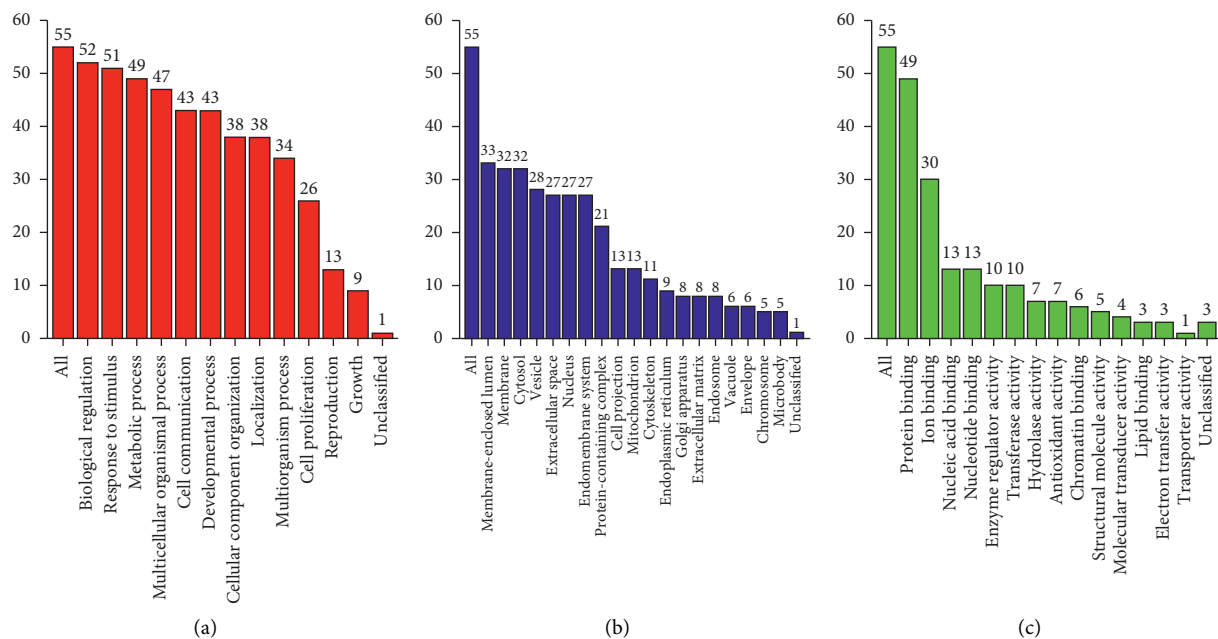 60
50
40
30
20
10
0
55
52
51
49
47
43
43
38
38
34
26
13
9
1
All
Biological regulation
Response to stimulus
Metabolic process
Multicellular organismal process
Cell communication
Developmental process
Cellular component organization
Localization
Multiorganism process
Cell proliferation
Reproduction
Growth
Unclassified
(a)
60
50
40
30
20
10
0
55
33
32
32
28
27
27
27
21
13
13
11
9
8
8
8
6
6
5
5
1
All
Membrane-enclosed lumen
Membrane
Cytosol
Vesicle
Extracellular space
Nucleus
Endomembrane system
Protein-containing complex
Cell projection
Mitochondrion
Cytoskeleton
Endoplasmic reticulum
Golgi apparatus
Extracellular matrix
Endosome
Vacuole
Envelope
Chromosome
Microbody
Unclassified
(b)
60
50
40
30
20
10
0
55
49
30
13
13
10
10
7
7
6
5
4
3
3
1
3
All
Protein binding
Ion binding
Nucleic acid binding
Nucleotide binding
Enzyme regulator activity
Transferase activity
Hydrolase activity
Antioxidant activity
Chromatin binding
Structural molecule activity
Molecular transducer activity
Lipid binding
Electron transfer activity
Transporter activity
Unclassified
(c)